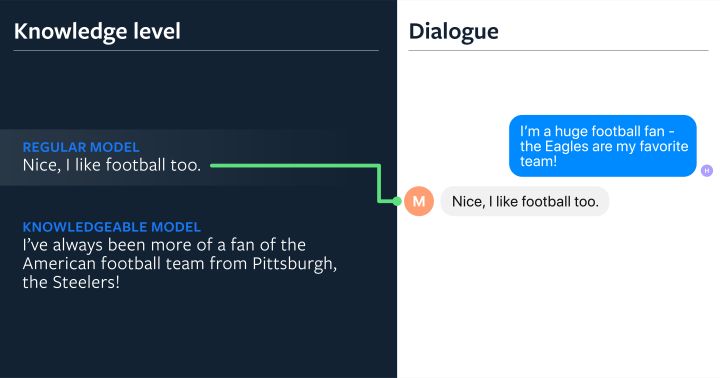 Knowledge level
REGULAR MODEL
Nice, I like football too.
KNOWLEDGEABLE MODEL
I've always been more of a fan of the
American football team from Pittsburgh,
the Steelers!
Dialogue
I'm a huge football fan -
the Eagles are my favorite
team!
H
M
Nice, I like football too.